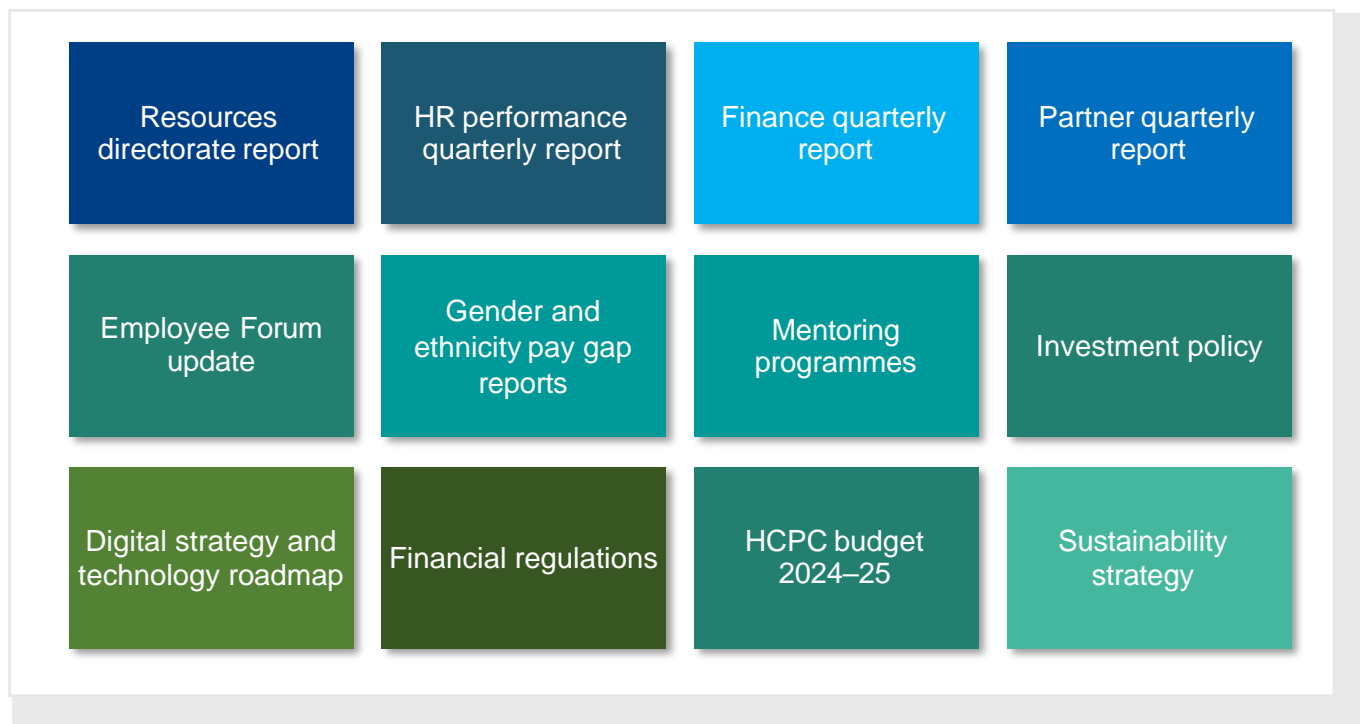 Resources
directorate report
HR performance
quarterly report
Finance quarterly
report
Partner quarterly
report
Employee Forum
update
Gender and
ethnicity pay gap
reports
Mentoring
programmes
Investment policy
Digital strategy and
technology roadmap
Financial regulations
HCPC budget
2024–25
Sustainability
strategy